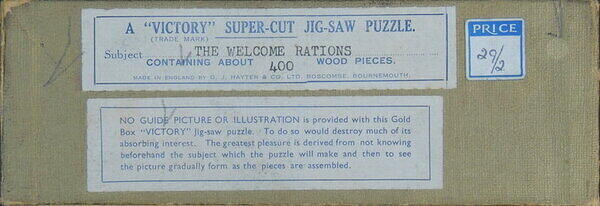 A "VICTORY" SUPER-CUT JIG-SAW PUZZLE.
(TRADE MARK)
Subject THE WELCOME RATIONS
CONTAINING ABOUT 400 WOOD PIECES.
MADE IN ENGLAND BY G. J. HAYTER & CO. LTD., BOSCOMBE, BOURNEMOUTH.
PRICE
29/2
NO GUIDE PICTURE OR ILLUSTRATION is provided with this Gold
Box "VICTORY" jig-saw puzzle. To do so would destroy much of its
absorbing interest. The greatest pleasure is derived from not knowing
beforehand the subject which the puzzle will make and then to see
the picture gradually form as the pieces are assembled.